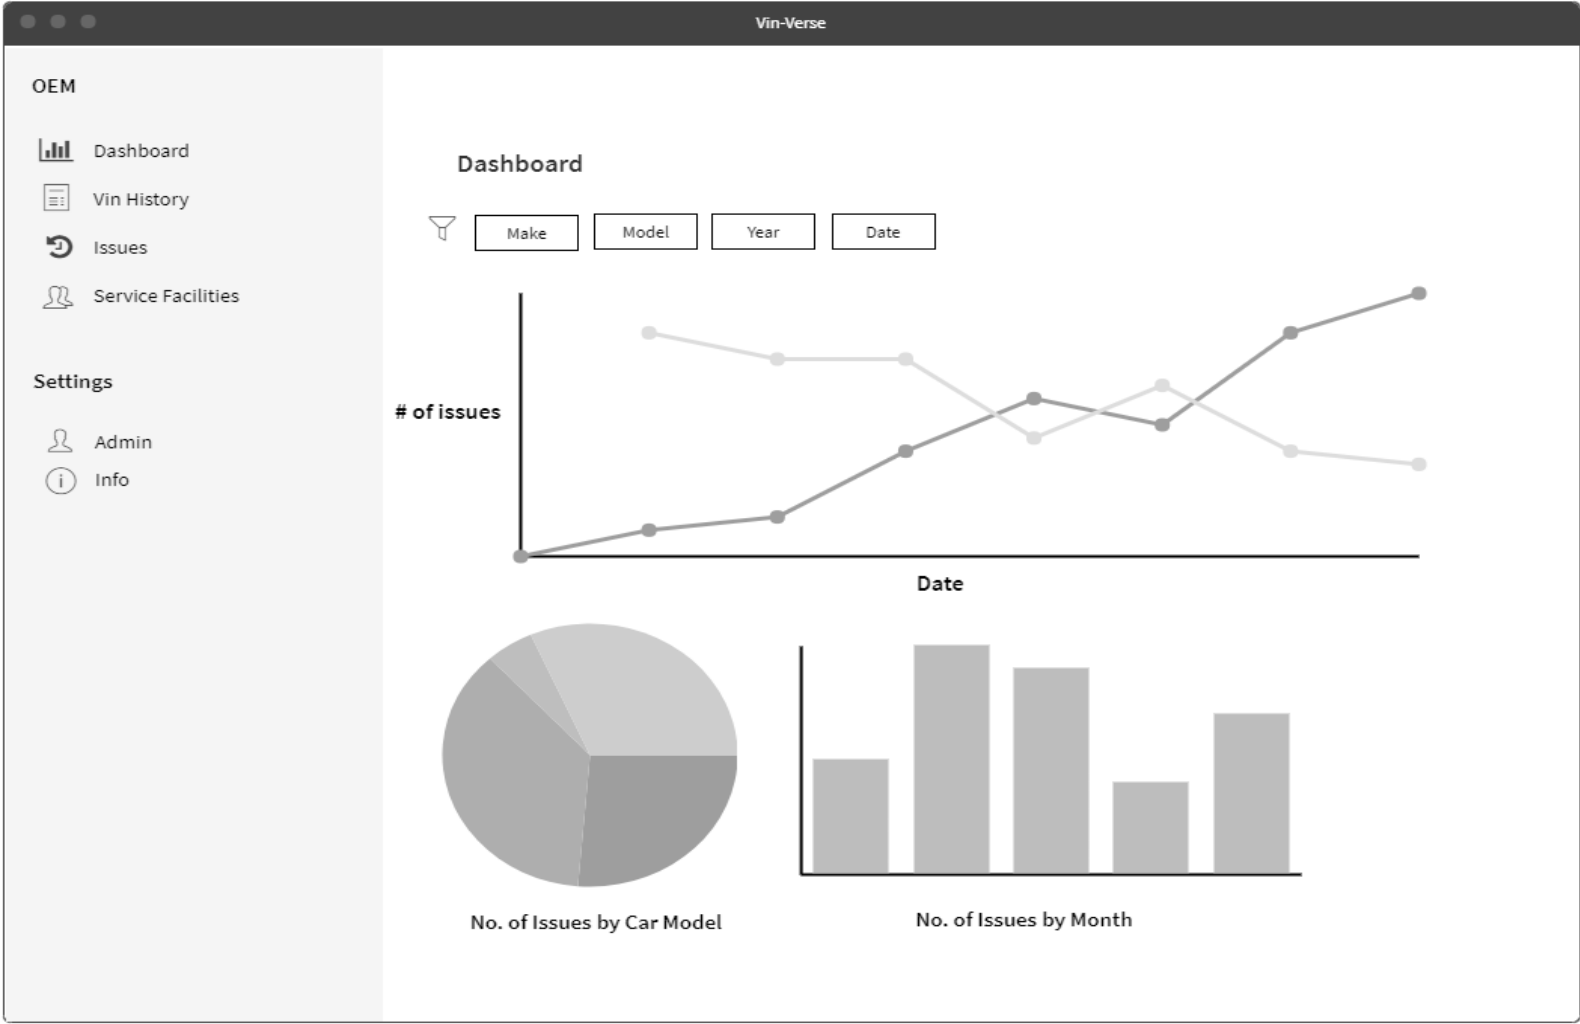 Vin-Verse
OEM
Dashboard
Vin History
Issues
Service Facilities
Settings
Admin
Info
Dashboard
Make
Model
Year
Date
# of issues
Date
No. of Issues by Car Model
No. of Issues by Month